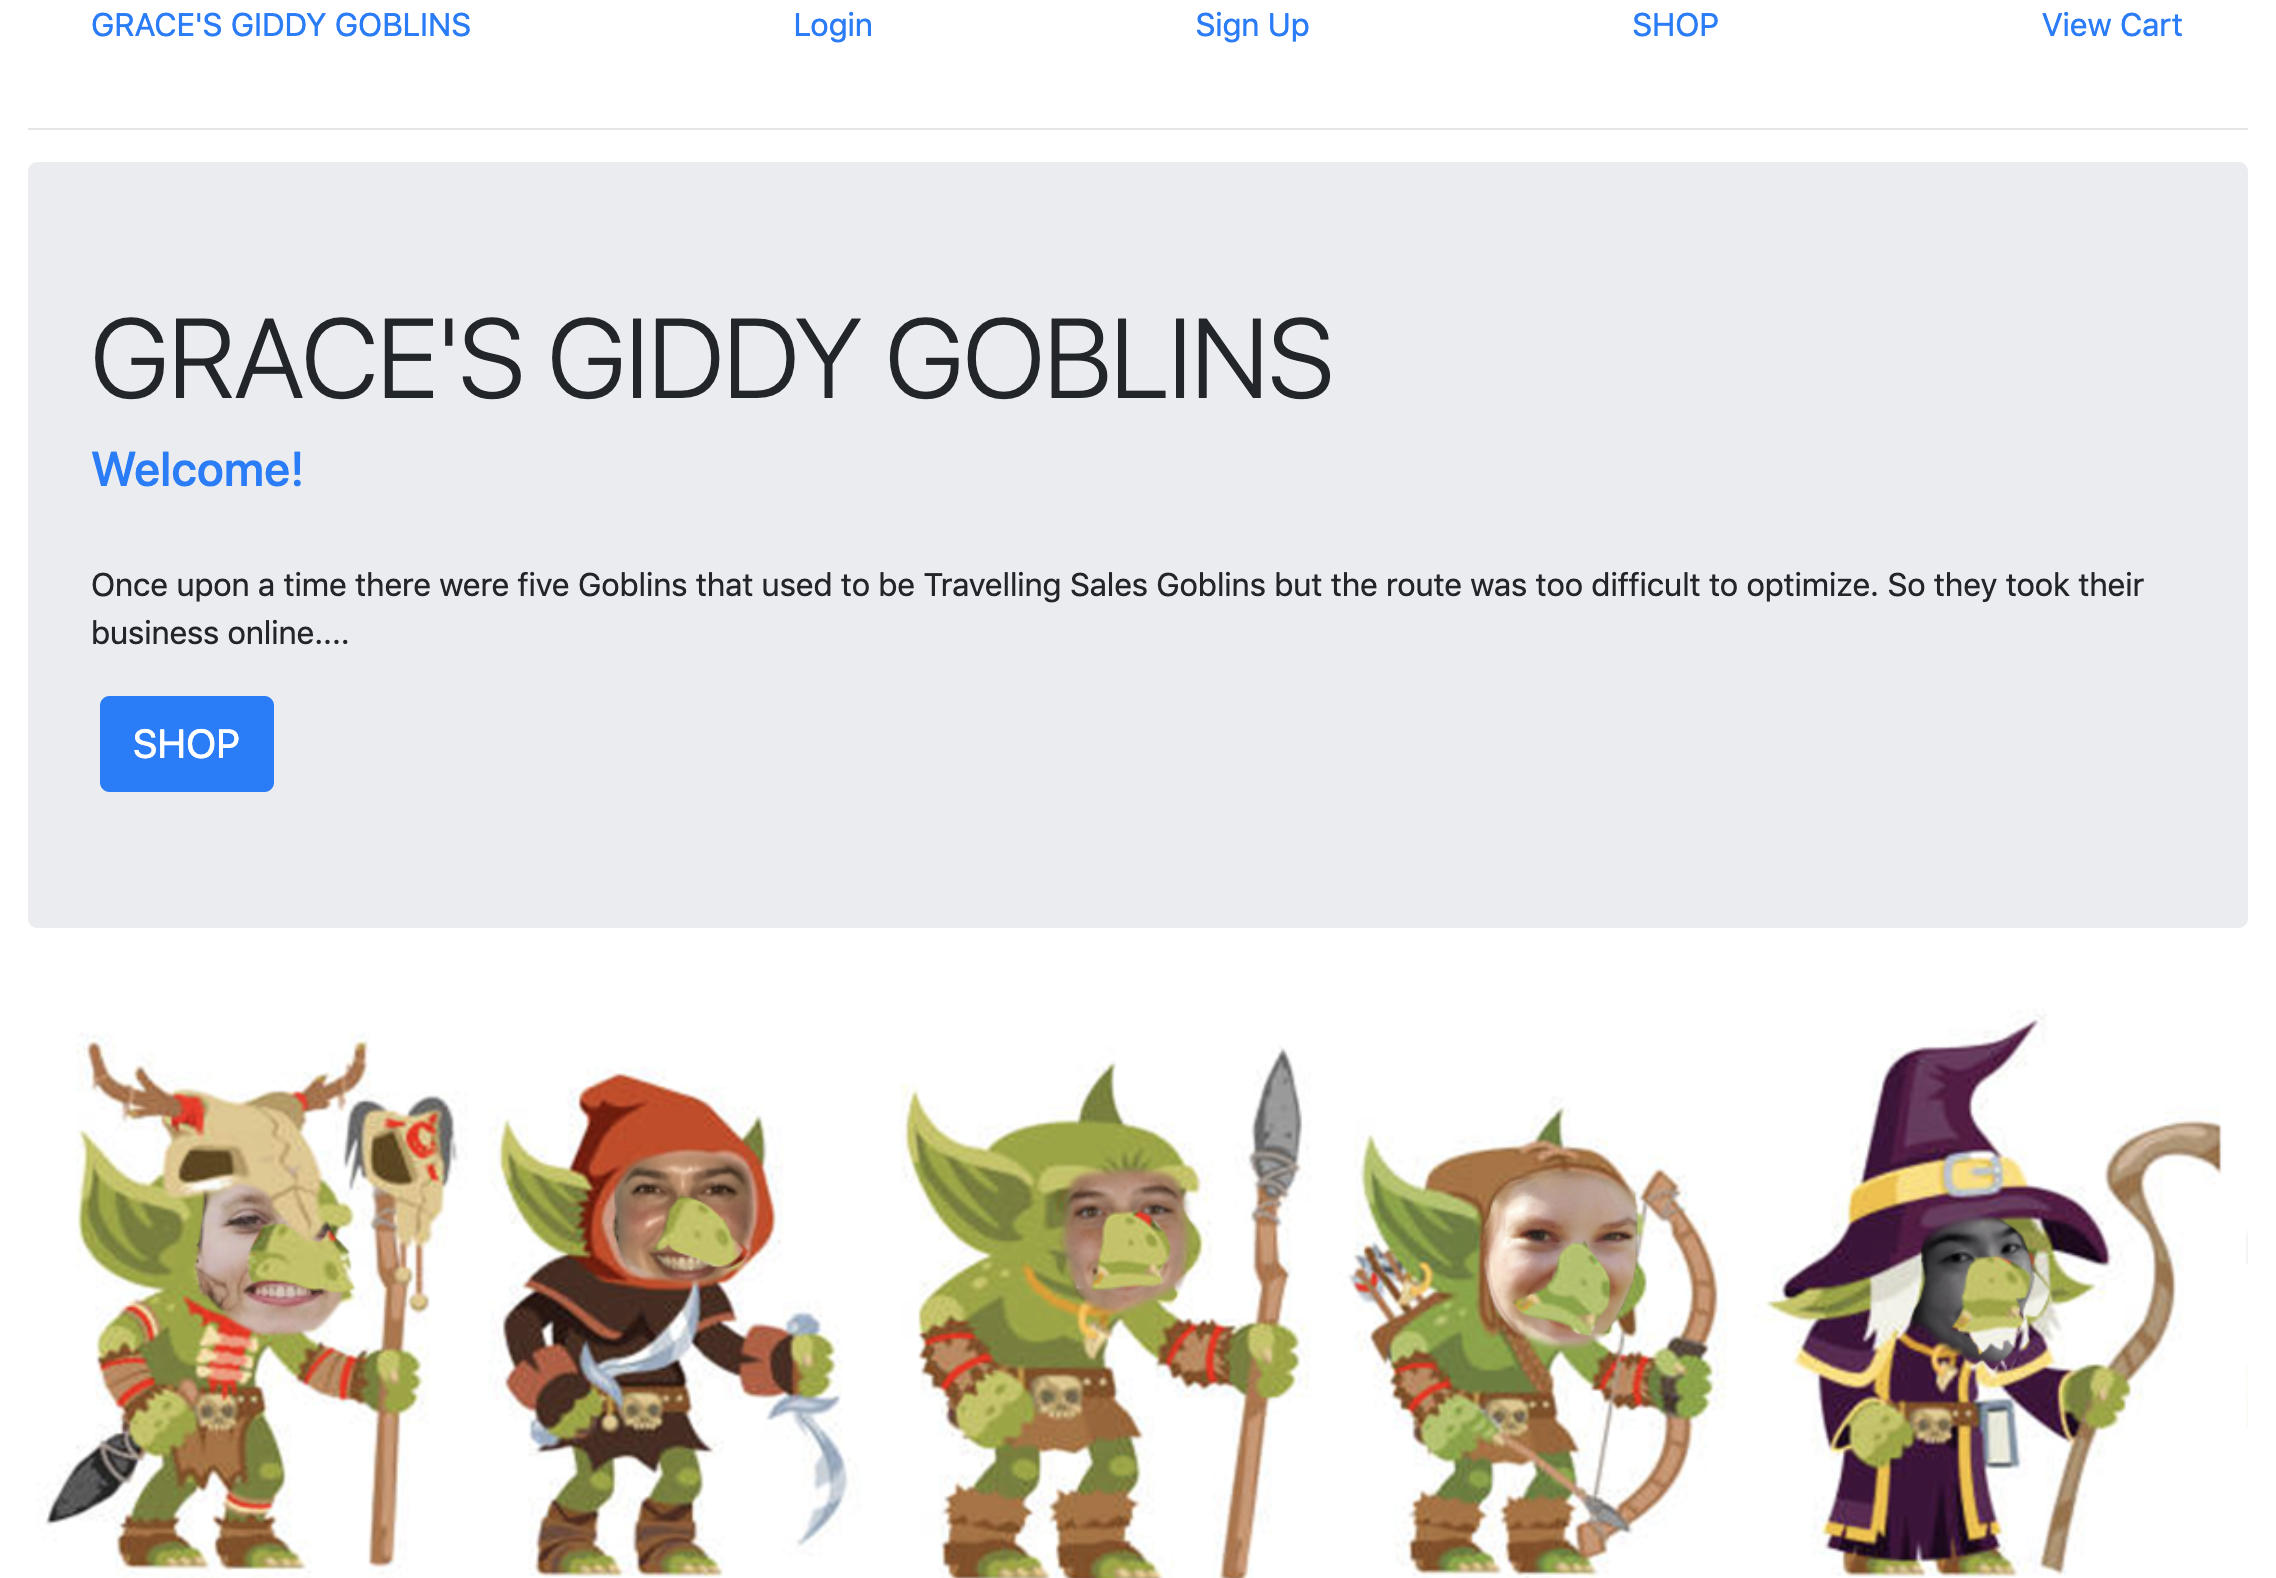 GRACE'S GIDDY GOBLINS Login Sign Up SHOP View Cart
GRACE'S GIDDY GOBLINS
Welcome!
Once upon a time there were five Goblins that used to be Travelling Sales Goblins but the route was too difficult to optimize. So they took their
business online....
SHOP